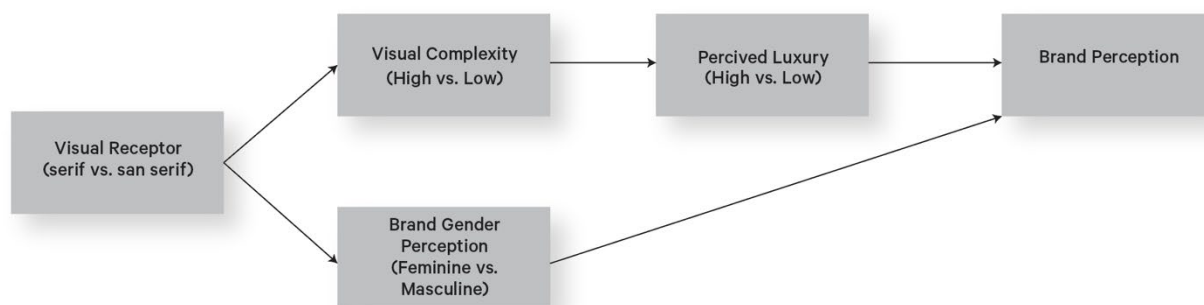 Visual Receptor
(serif vs. san serif)
Visual Complexity
(High vs. Low)
Percived Luxury
(High vs. Low)
Brand Perception
Brand Gender
Perception
(Feminine vs.
Masculine)